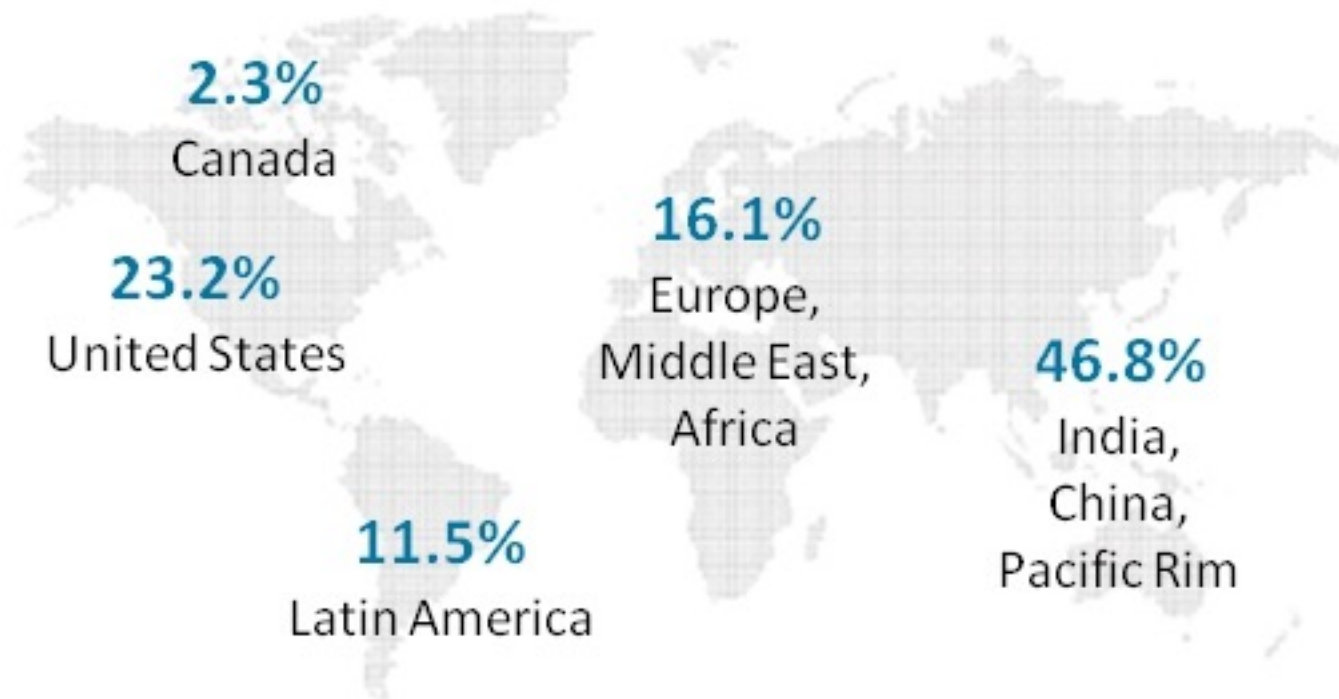 2.3%
Canada
23.2%
United States
16.1%
Europe,
Middle East,
Africa
46.8%
India,
China,
Pacific Rim
11.5%
Latin America